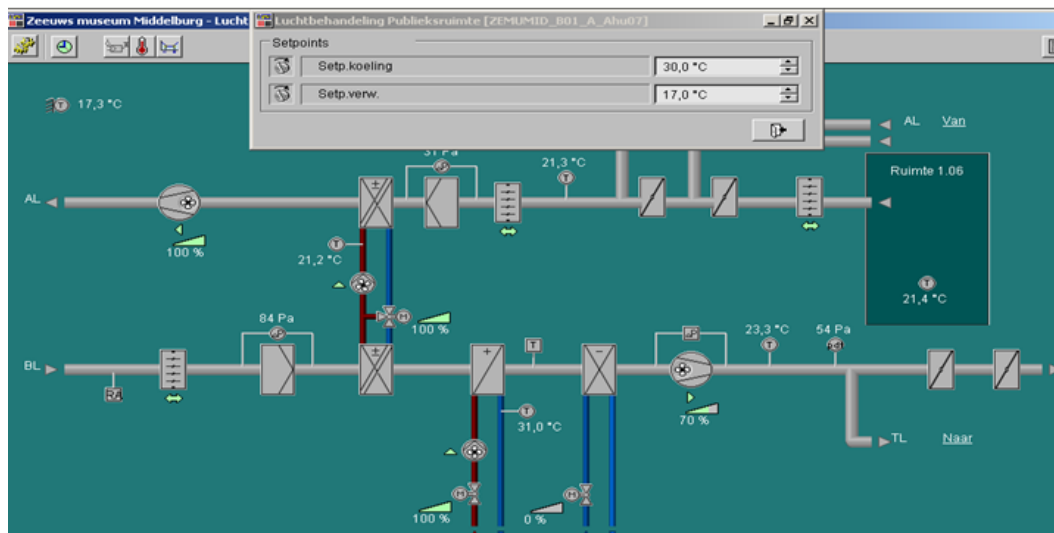 Zeeuws museum Middelburg - Lucht
Luchtbehandeling Publieksruimte [ZEMUMID_B01_A_Ahu07]
Setpoints
Setp.koeling 30,0 °C
Setp.verw. 17,0 °C
T 17,3 °C
AL Van
31 Pa
21,3 °C
T
Ruimte 1.06
AL
100 %
T
21,2 °C
T
21,4 °C
M
100 %
84 Pa
23,3 °C
54 Pa
T
T
pdt
BL
70 %
T
31,0 °C
TL Naar
M
M
100 %
0 %